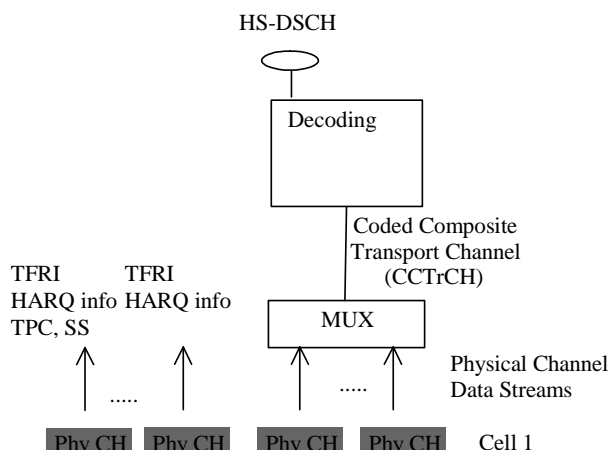 HS-DSCH
Decoding
Coded Composite
Transport Channel
(CCTrCH)
TFRI
HARQ info
TPC, SS
TFRI
HARQ info
MUX
Physical Channel
Data Streams
.....
.....
Phy CH
Phy CH
Phy CH
Phy CH
Cell 1